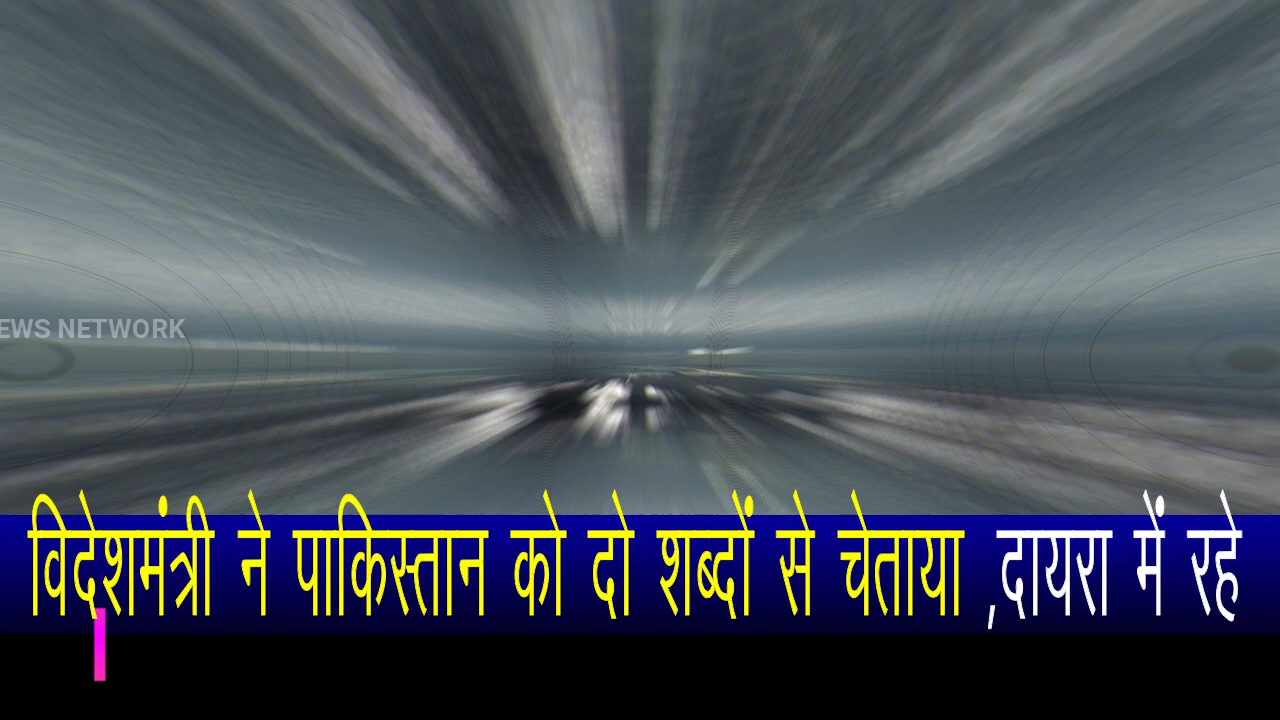 EWS NETWORK
विदेशमंत्री ने पाकिस्तान को दो शब्दों से चेताया ,दायरा में रहे